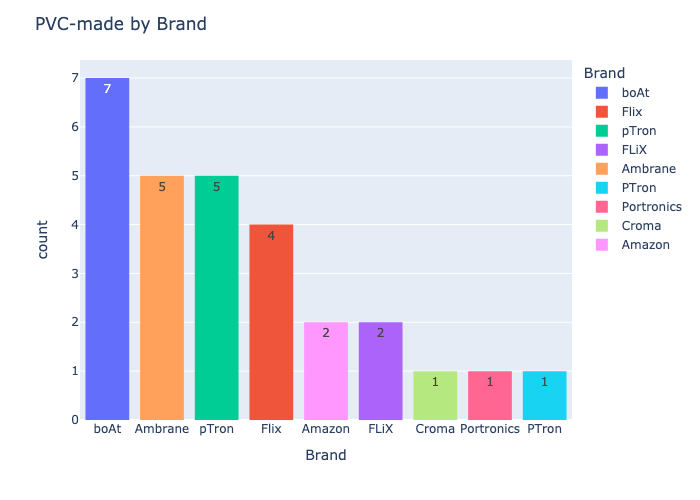 PVC-made by Brand
Brand
boAt
Flix
pTron
FLiX
Ambrane
PTron
Portronics
Croma
Amazon
count
7
6
5
4
3
2
1
0
7
5
5
4
2
2
1
1
1
boAt Ambrane pTron Flix Amazon FLiX Croma Portronics PTron
Brand